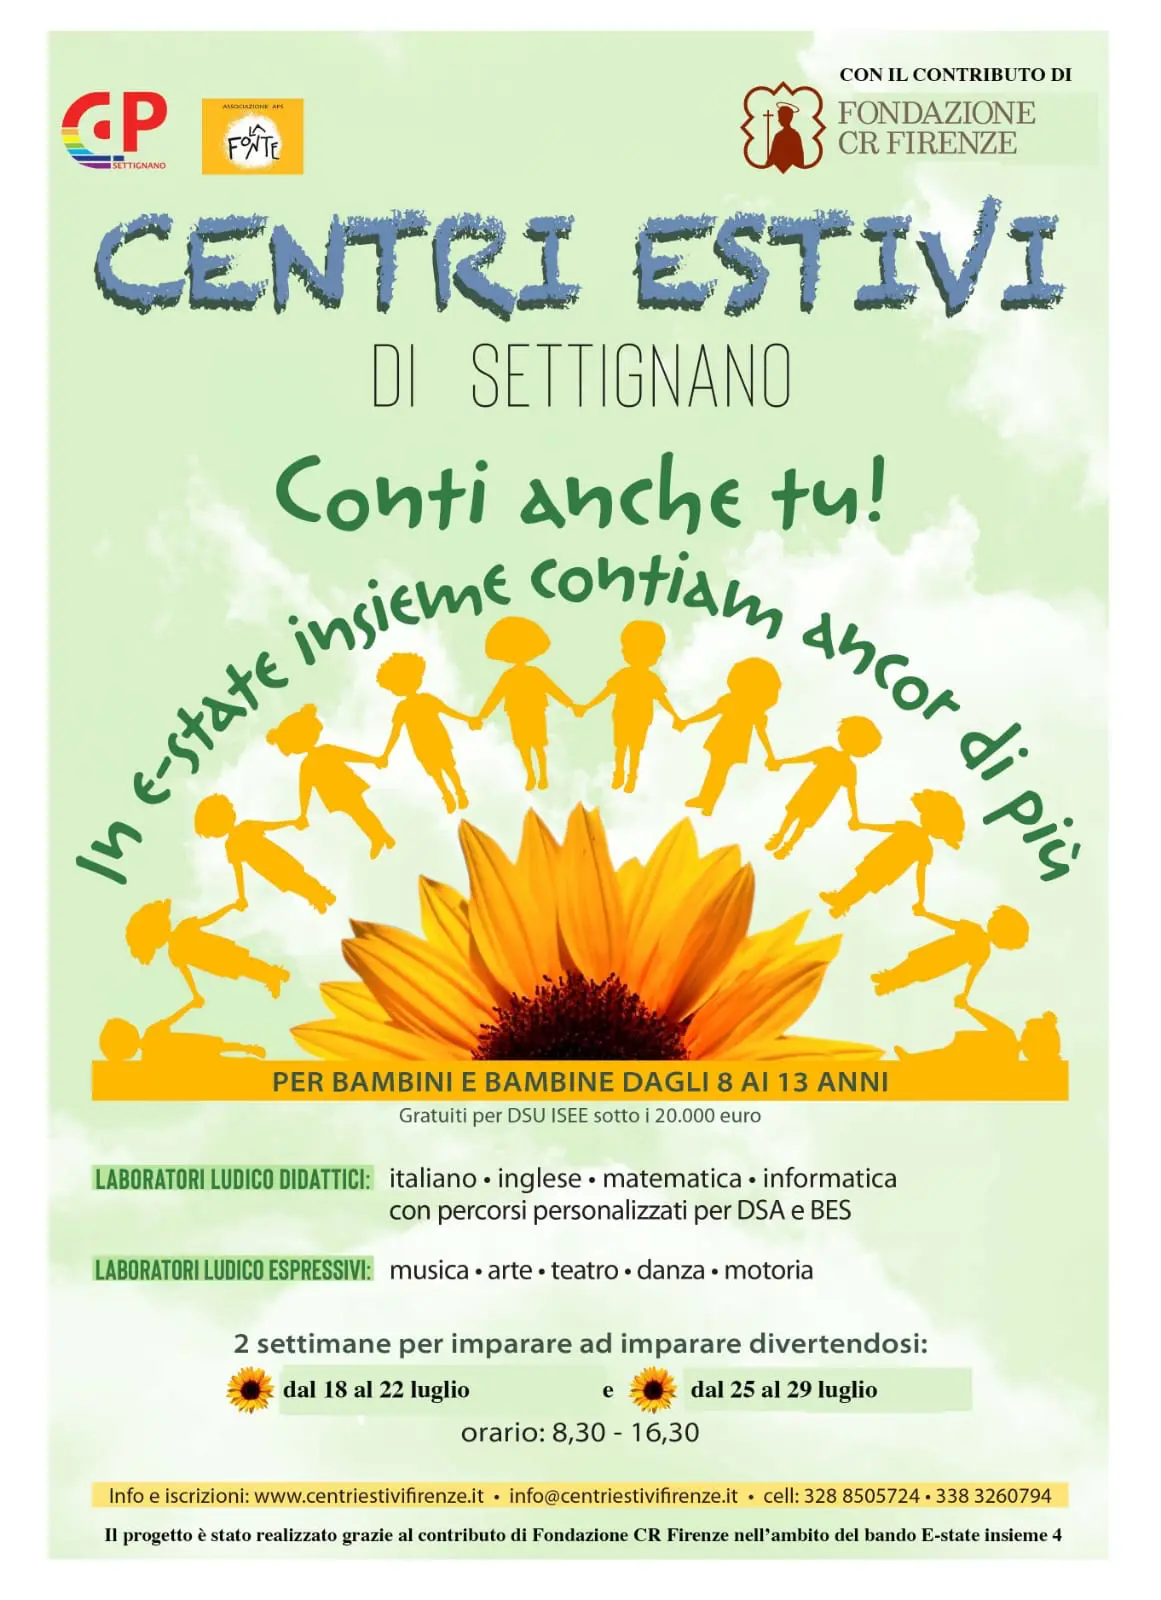 CON IL CONTRIBUTO DI
GP
SETTIGNANO
ASSOCIAZIONE APS
LA
FONTE
FONDAZIONE
CR FIRENZE
CENTRI ESTIVI
DI SETTIGNANO
Conti anche tu!
In e-state insieme contiam ancor di più
PER BAMBINI E BAMBINE DAGLI 8 AI 13 ANNI
Gratuiti per DSU ISEE sotto i 20.000 euro
LABORATORI LUDICO DIDATTICI: italiano • inglese • matematica • informatica
con percorsi personalizzati per DSA e BES
LABORATORI LUDICO ESPRESSIVI: musica • arte • teatro • danza • motoria
2 settimane per imparare ad imparare divertendosi:
dal 18 al 22 luglio e dal 25 al 29 luglio
orario: 8,30 - 16,30
Info e iscrizioni: www.centriestivifirenze.it • info@centriestivifirenze.it • cell: 328 8505724 • 338 3260794
Il progetto è stato realizzato grazie al contributo di Fondazione CR Firenze nell'ambito del bando E-state insieme 4